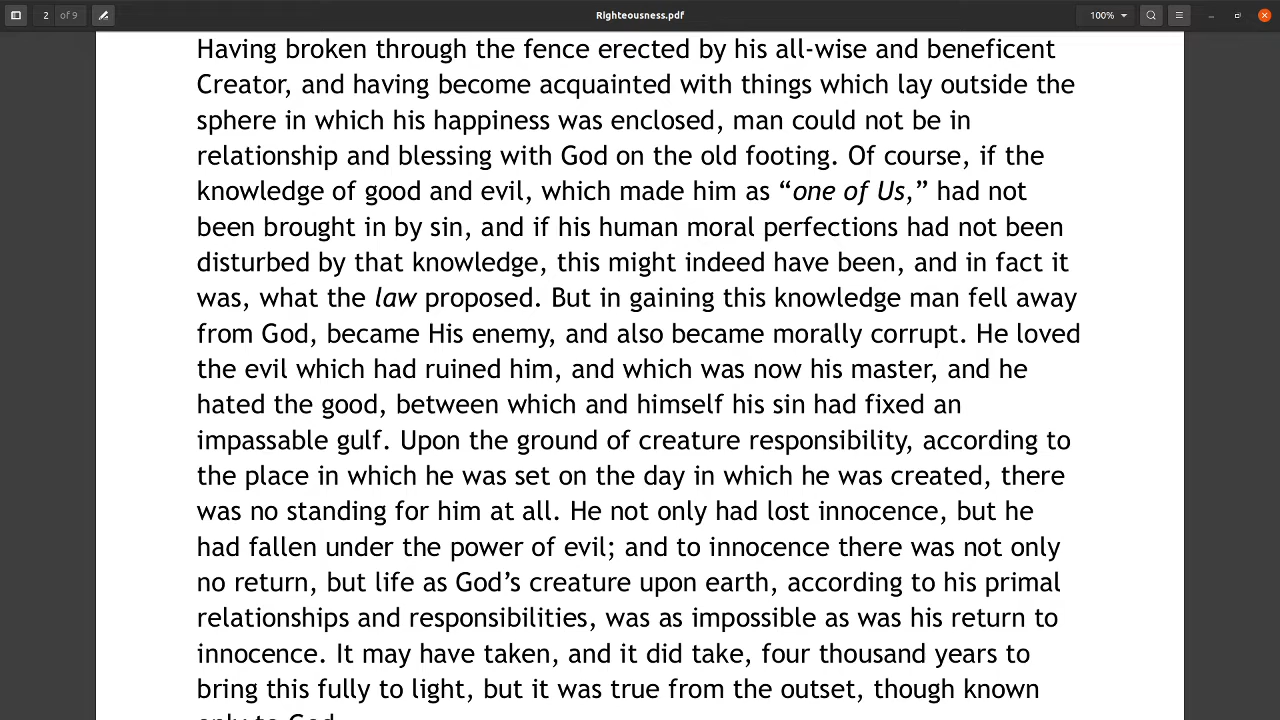 2 of 9
Righteousness.pdf
100%
Having broken through the fence erected by his all-wise and beneficent
Creator, and having become acquainted with things which lay outside the
sphere in which his happiness was enclosed, man could not be in
relationship and blessing with God on the old footing. Of course, if the
knowledge of good and evil, which made him as “one of Us,” had not
been brought in by sin, and if his human moral perfections had not been
disturbed by that knowledge, this might indeed have been, and in fact it
was, what the law proposed. But in gaining this knowledge man fell away
from God, became His enemy, and also became morally corrupt. He loved
the evil which had ruined him, and which was now his master, and he
hated the good, between which and himself his sin had fixed an
impassable gulf. Upon the ground of creature responsibility, according to
the place in which he was set on the day in which he was created, there
was no standing for him at all. He not only had lost innocence, but he
had fallen under the power of evil; and to innocence there was not only
no return, but life as God’s creature upon earth, according to his primal
relationships and responsibilities, was as impossible as was his return to
innocence. It may have taken, and it did take, four thousand years to
bring this fully to light, but it was true from the outset, though known
only to God